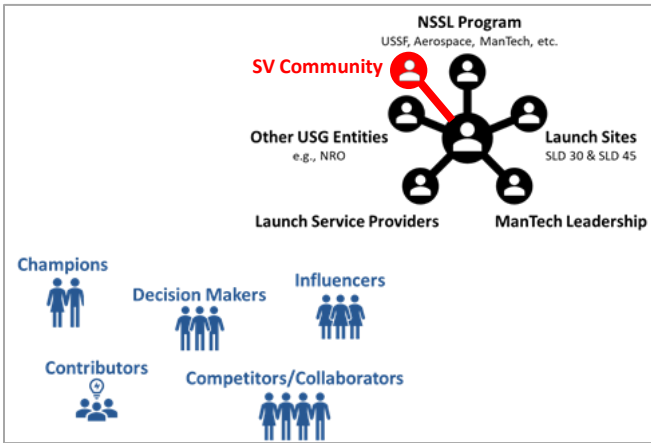 NSSL Program
USSF, Aerospace, ManTech, etc.
SV Community
Other USG Entities
e.g., NRO
Launch Sites
SLD 30 & SLD 45
Launch Service Providers
ManTech Leadership
Champions
Decision Makers
Influencers
Contributors
Competitors/Collaborators